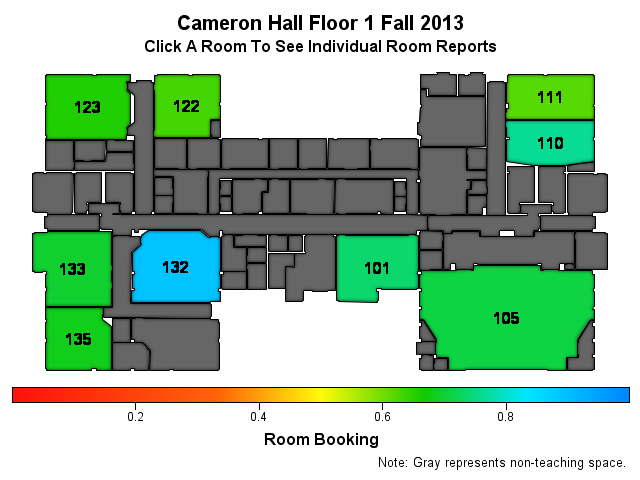 Cameron Hall Floor 1 Fall 2013
Click A Room To See Individual Room Reports
123
122
111
110
133
132
101
135
105
0.2 0.4 0.6 0.8
Room Booking
Note: Gray represents non-teaching space.